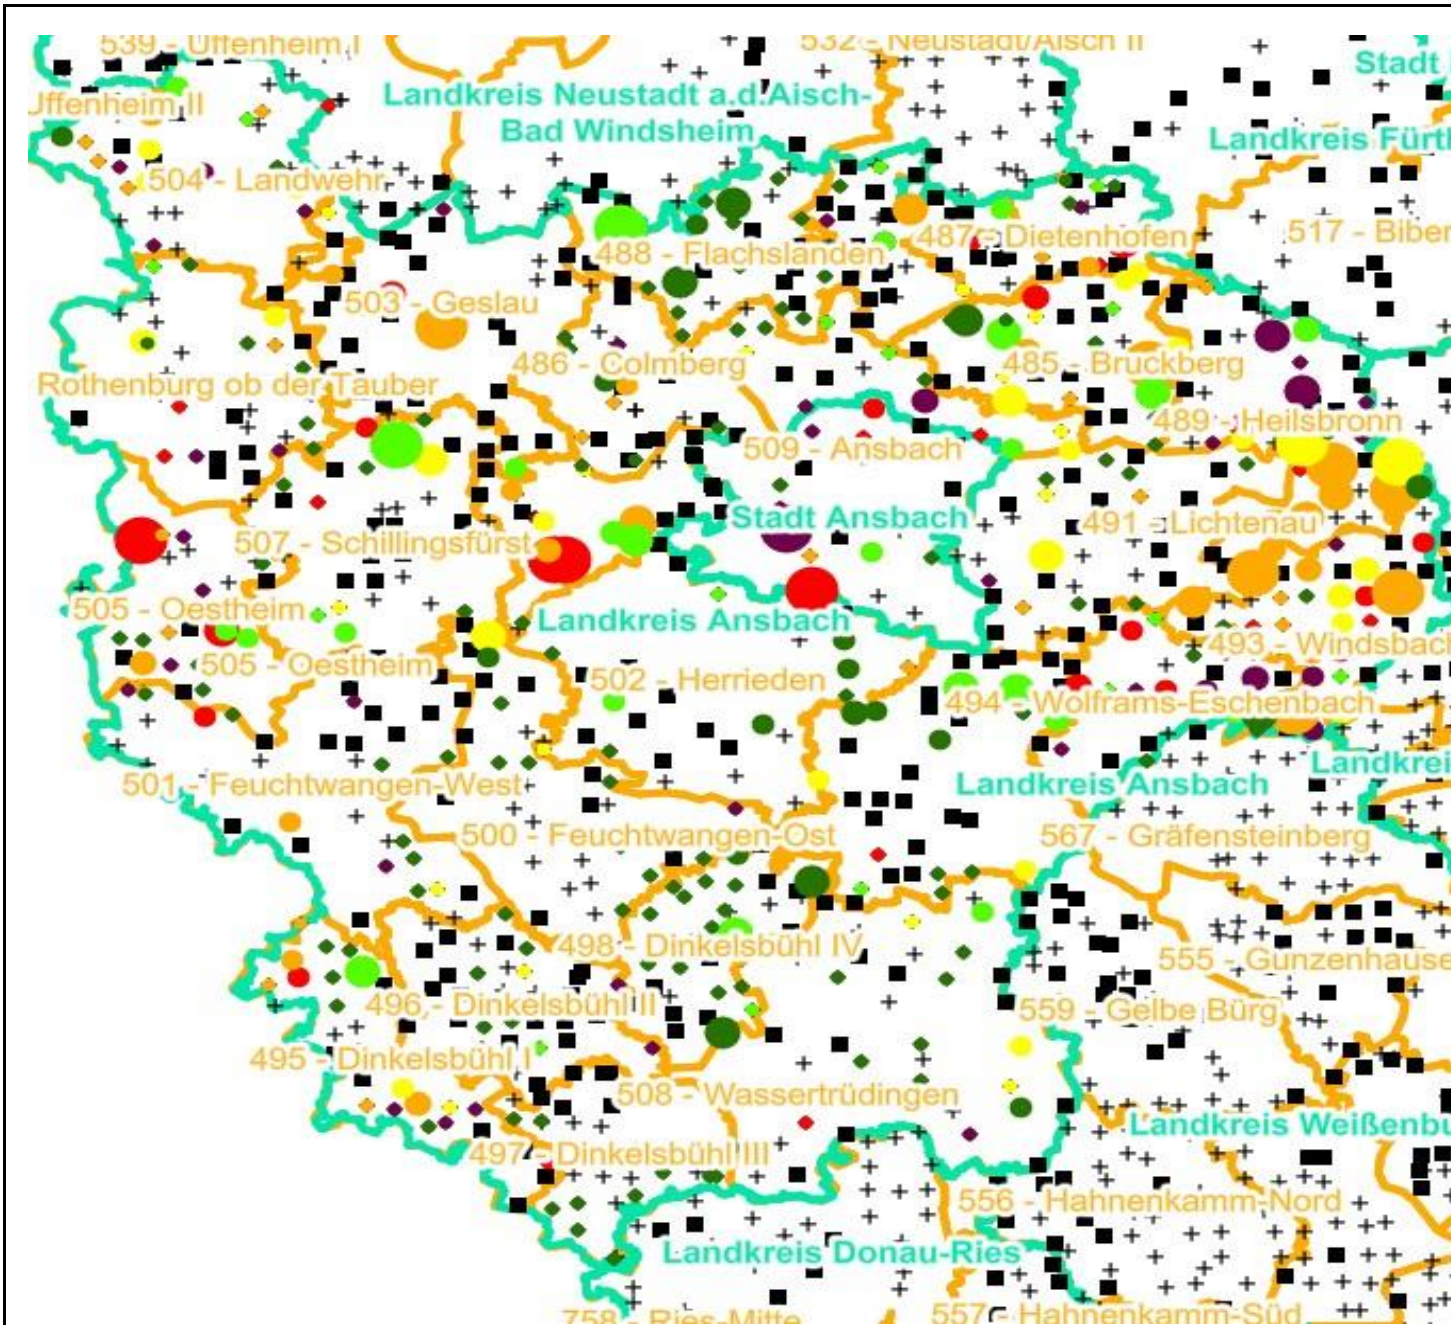 539 - Uffenheim I
532 - Neustadt/Aisch II
Stadt
Uffenheim II
Landkreis Neustadt a.d.Aisch-
Bad Windsheim
Landkreis Fürth
504 - Landwehr
488 - Flachslanden
487 - Dietenhofen
517 - Biber
503 - Geslau
486 - Colmberg
485 - Bruckberg
Rothenburg ob der Tauber
509 - Ansbach
489 - Heilsbronn
507 - Schillingsfürst
Stadt Ansbach
491 - Lichtenau
505 - Oestheim
Landkreis Ansbach
505 - Oestheim
502 - Herrieden
493 - Windsbach
494 - Wolframs-Eschenbach
501 - Feuchtwangen-West
Landkreis Ansbach
Landkrei
500 - Feuchtwangen-Ost
567 - Gräfensteinberg
498 - Dinkelsbühl IV
555 - Gunzenhause
496 - Dinkelsbühl II
559 - Gelbe Bürg
495 - Dinkelsbühl I
508 - Wassertrüdingen
Landkreis Weißenbu
497 - Dinkelsbühl III
556 - Hahnenkamm-Nord
Landkreis Donau-Ries
758 - Ries-Mitte
557 - Hahnenkamm-Süd